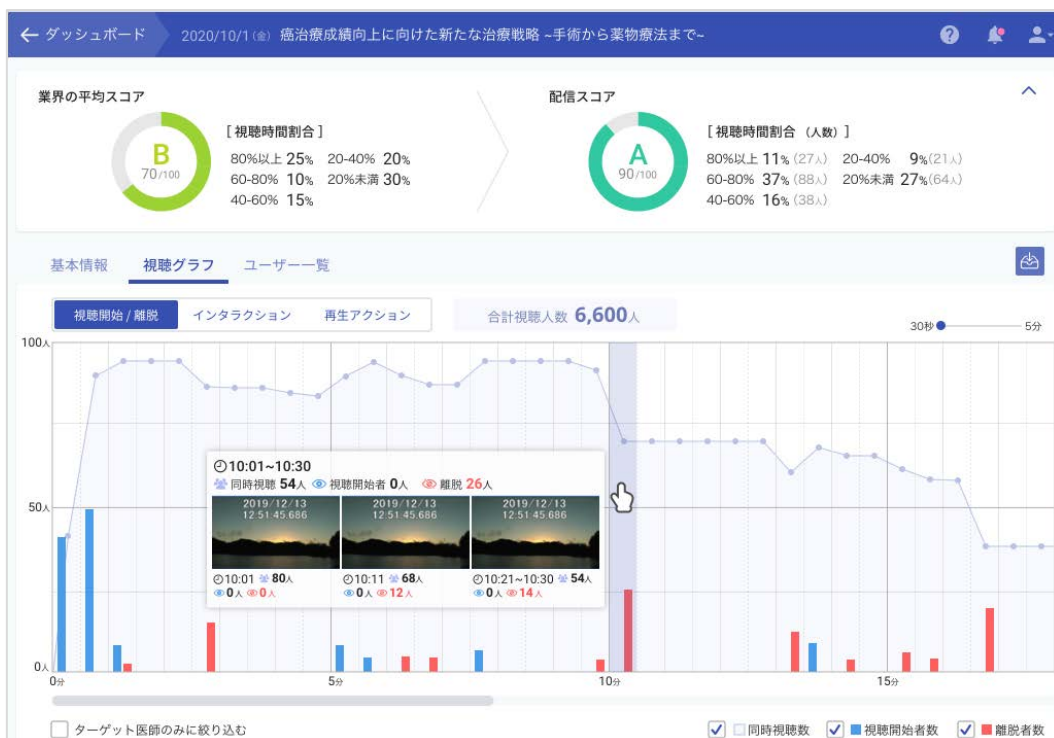 ダッシュボード 2020/10/1(金) 癌治療成績向上に向けた新たな治療戦略 ~手術から薬物療法まで~
業界の平均スコア
B
70/100
[ 視聴時間割合 ]
80%以上 25% 20-40% 20%
60-80% 10% 20%未満 30%
40-60% 15%
配信スコア
A
90/100
[ 視聴時間割合 (人数) ]
80%以上 11% (27人) 20-40% 9%(21人)
60-80% 37% (88人) 20%未満 27%(64人)
40-60% 16% (38人)
基本情報 視聴グラフ ユーザー一覧
視聴開始 / 離脱 インタラクション 再生アクション 合計視聴人数 6,600人
30秒 5分
100人
50人
0人
10:01~10:30
同時視聴 54人 視聴開始者 0人 離脱 26人
2019/12/13 2019/12/13 2019/12/13
12:51:45.686 12:51:45.686 12:51:45.686
10:01 80人 10:11 68人 10:21~10:30 54人
0人 0人 0人 12人 0人 14人
0分 5分 10分 15分
ターゲット医師のみに絞り込む 同時視聴数 視聴開始者数 離脱者数